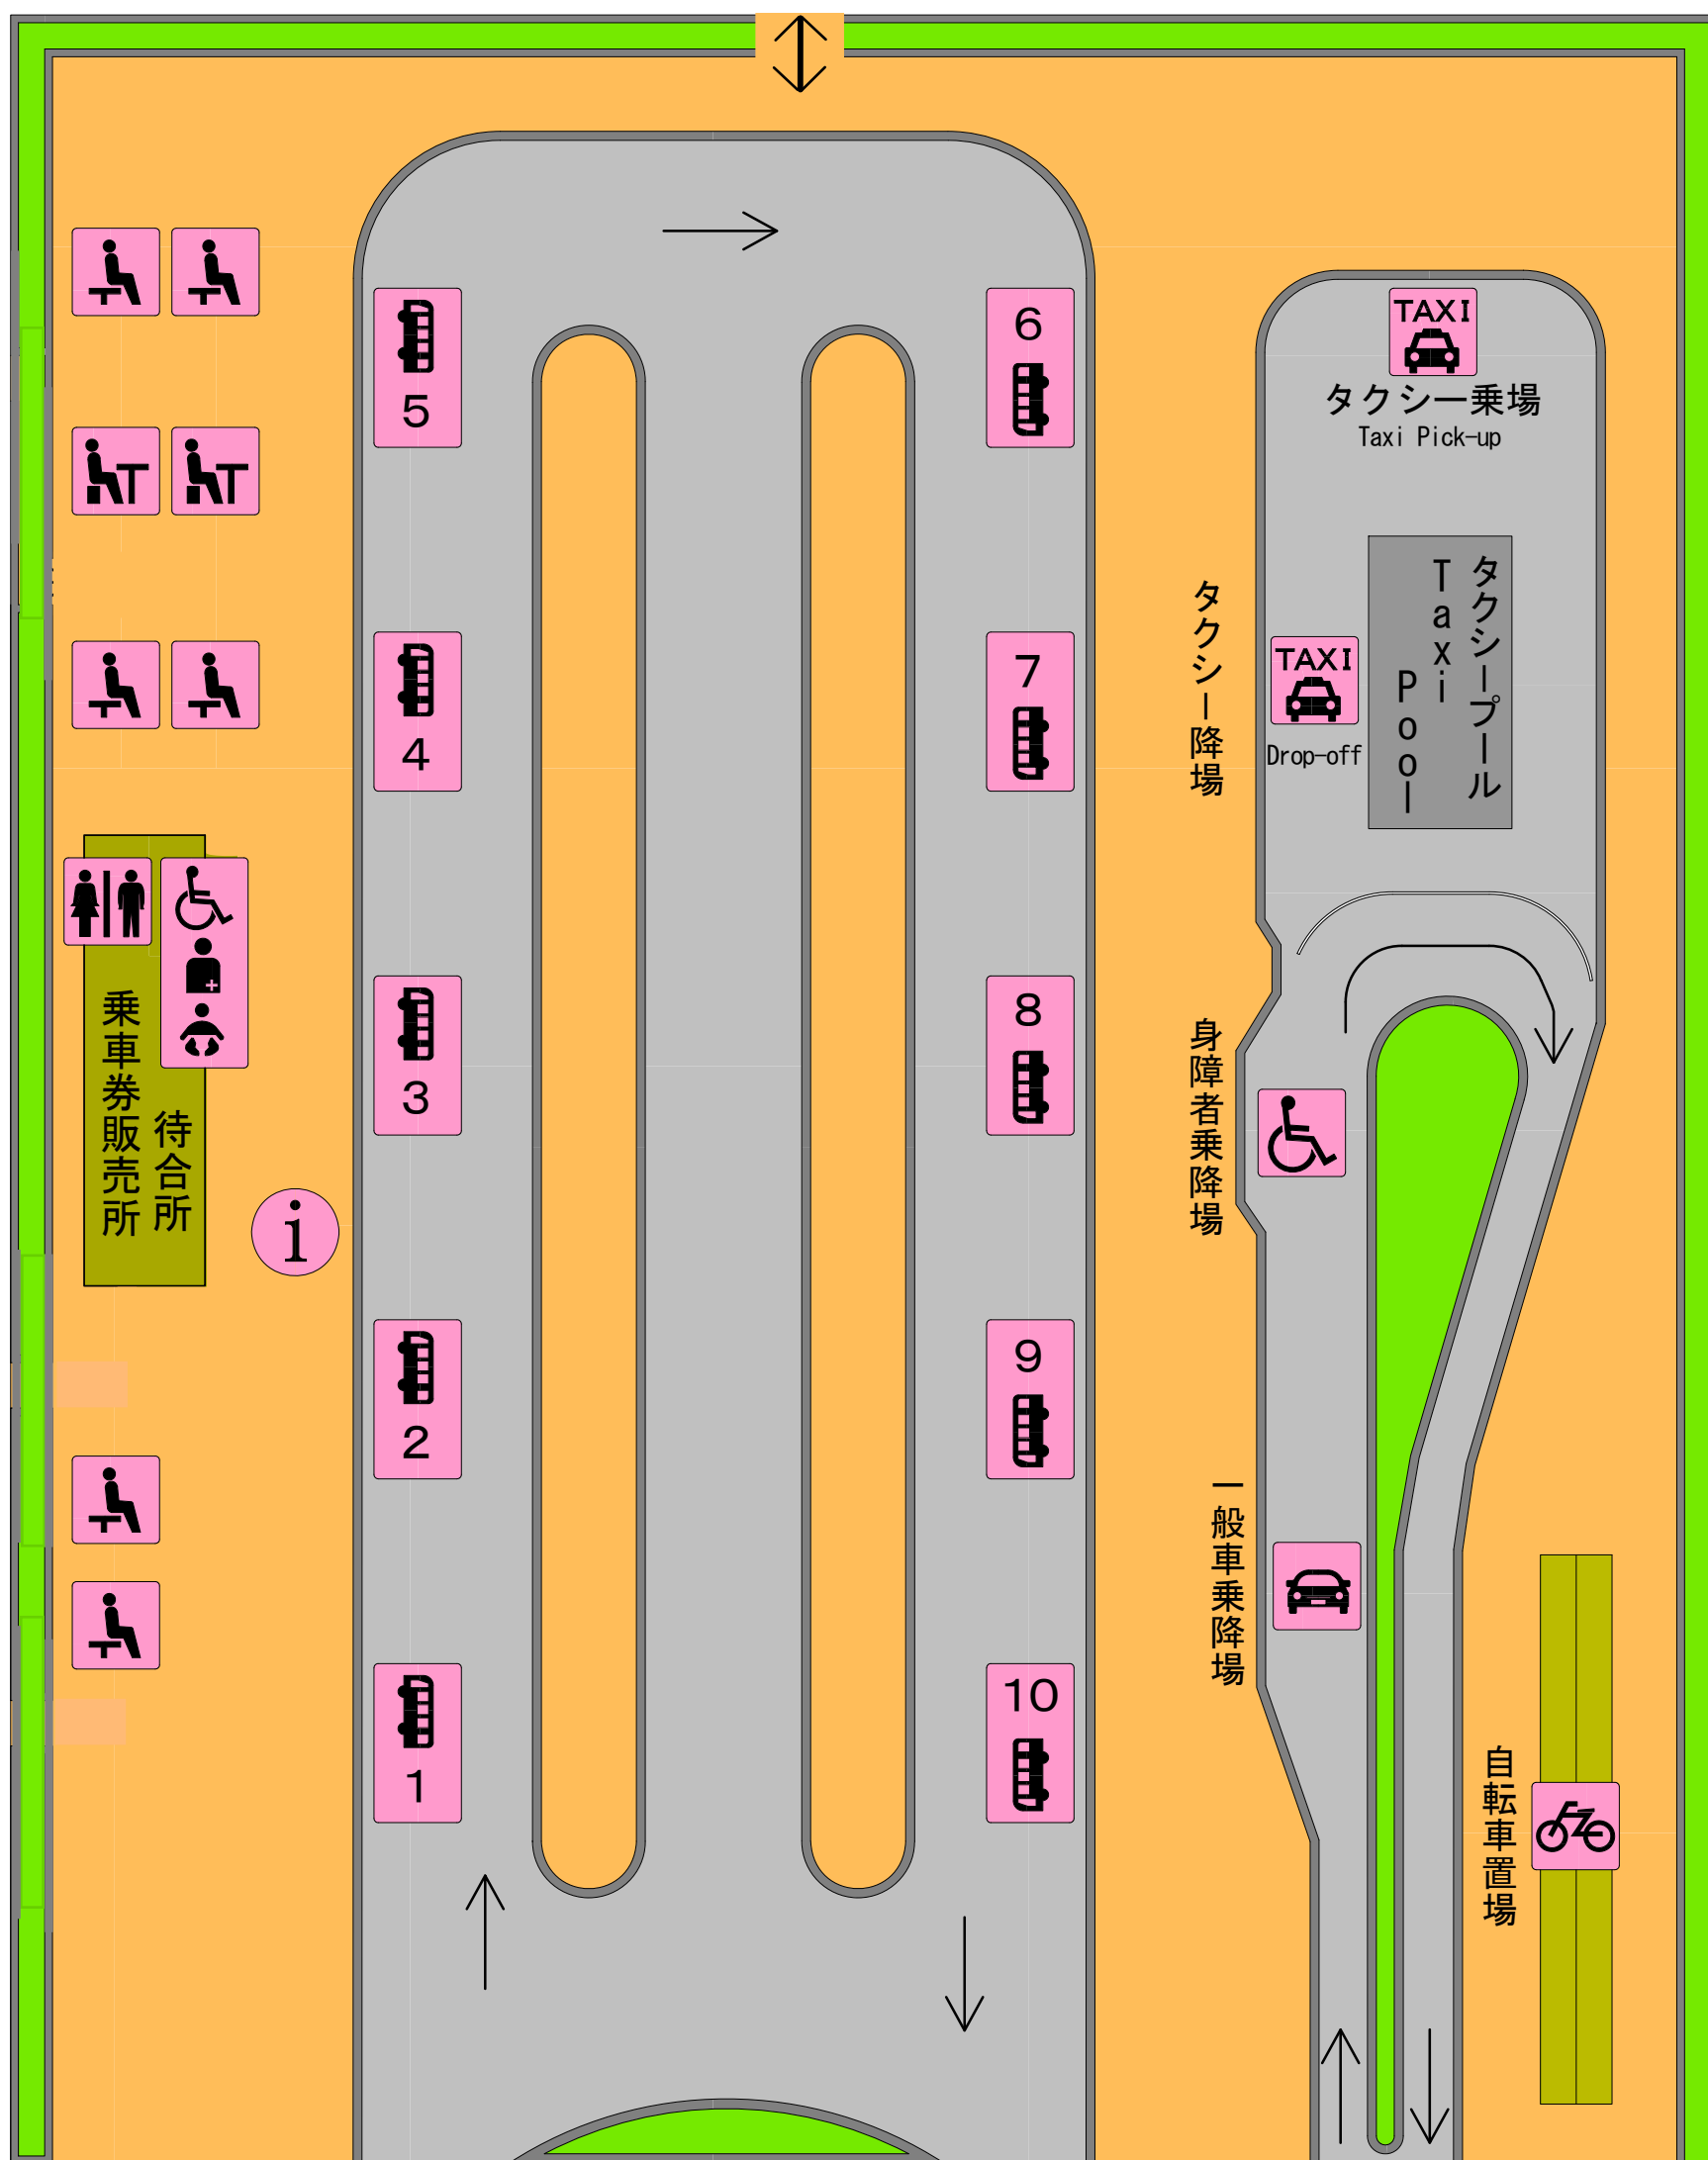 5
4
3
2
1
6
7
8
9
10
乗車券販売所
待合所
i
TAXI
タクシー乗場
Taxi Pick-up
タクシープール
Taxi
Pool
タクシー降場
TAXI
Drop-off
身障者乗降場
一般車乗降場
自転車置場